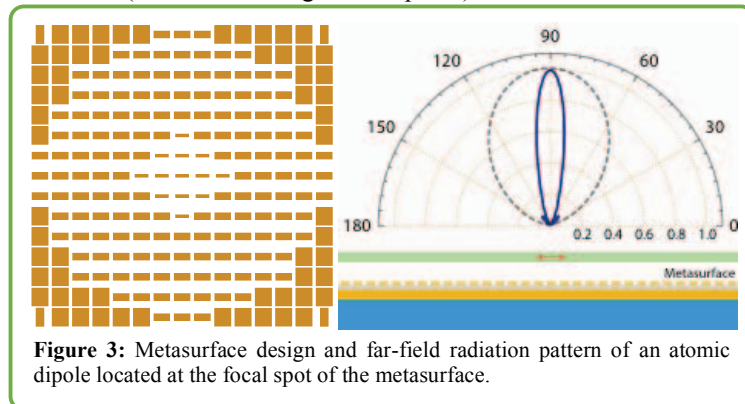 90
120
60
150
30
180
0.2 0.4 0.6 0.8 1.0
0
Metasurface
Figure 3: Metasurface design and far-field radiation pattern of an atomic
dipole located at the focal spot of the metasurface.